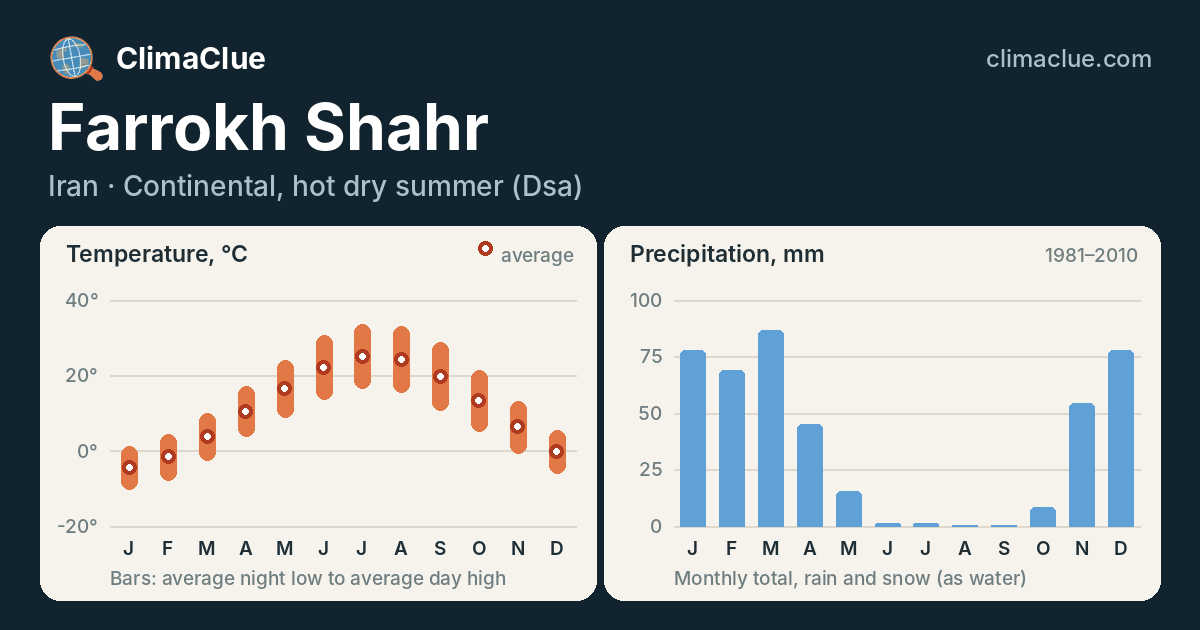 ClimaClue
climaclue.com
Farrokh Shahr
Iran · Continental, hot dry summer (Dsa)
Temperature, °C
average
40°
20°
0°
-20°
J F M A M J J A S O N D
Bars: average night low to average day high
Precipitation, mm
1981–2010
100
75
50
25
0
J F M A M J J A S O N D
Monthly total, rain and snow (as water)